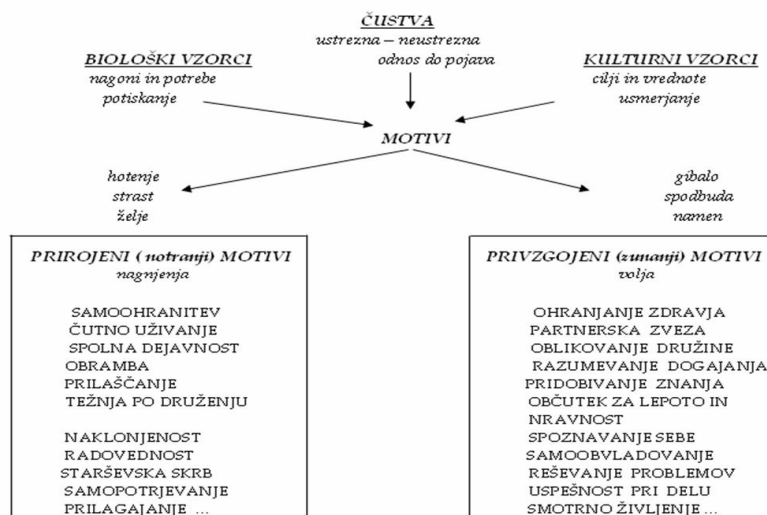 ČUSTVA
ustrezna – neustrezna
odnos do pojava
BIOLOŠKI VZORCI
nagoni in potrebe
potiskanje
KULTURNI VZORCI
cilji in vrednote
usmerjanje
MOTIVI
hotenje
strast
želje
gibalo
spodbuda
namen
PRIROJENI ( notranji) MOTIVI
nagnjenja
SAMOOHRANITEV
ČUTNO UŽIVANJE
SPOLNA DEJAVNOST
OBRAMBA
PRILAŠČANJE
TEŽNJA PO DRUŽENJU
NAKLONJENOST
RADOVEDNOST
STARŠEVSKA SKRB
SAMOPOTRJEVANJE
PRILAGAJANJE ...
PRIVZGOJENI (zunanji) MOTIVI
volja
OHRANJANJE ZDRAVJA
PARTNERSKA ZVEZA
OBLIKOVANJE DRUŽINE
RAZUMEVANJE DOGAJANJA
PRIDOBIVANJE ZNANJA
OBČUTEK ZA LEPOTO IN
NRAVNOST
SPOZNAVANJE SEBE
SAMOOBVLADOVANJE
REŠEVANJE PROBLEMOV
USPEŠNOST PRI DELU
SMOTRNO ŽIVLJENJE ...